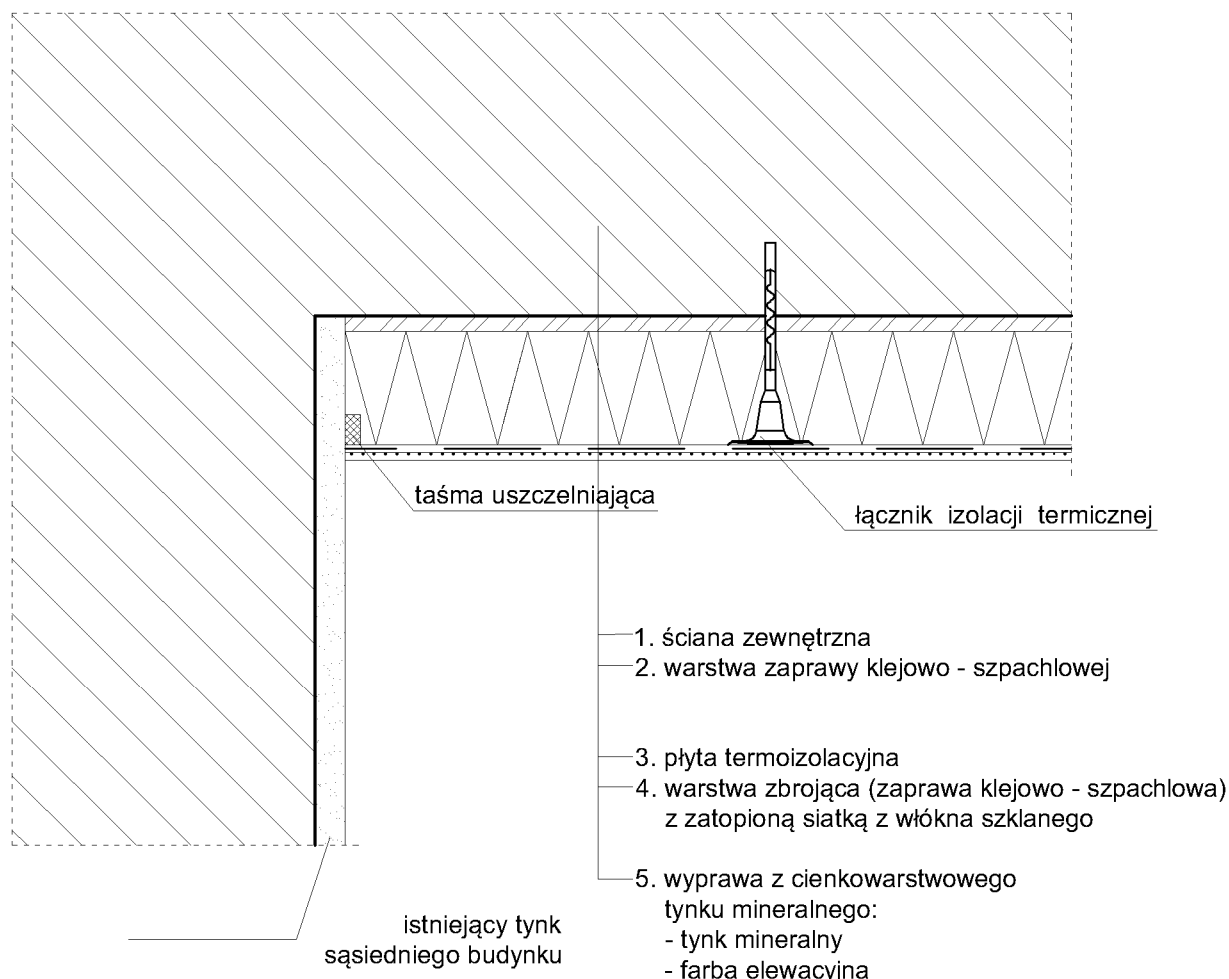 taśma uszczelniająca
łącznik izolacji termicznej
1. ściana zewnętrzna
2. warstwa zaprawy klejowo - szpachlowej
3. płyta termoizolacyjna
4. warstwa zbrojąca (zaprawa klejowo - szpachlowa)
z zatopioną siatką z włókna szklanego
5. wyprawa z cienkowarstwowego
tynku mineralnego:
- tynk mineralny
- farba elewacyjna
istniejący tynk
sąsiedniego budynku